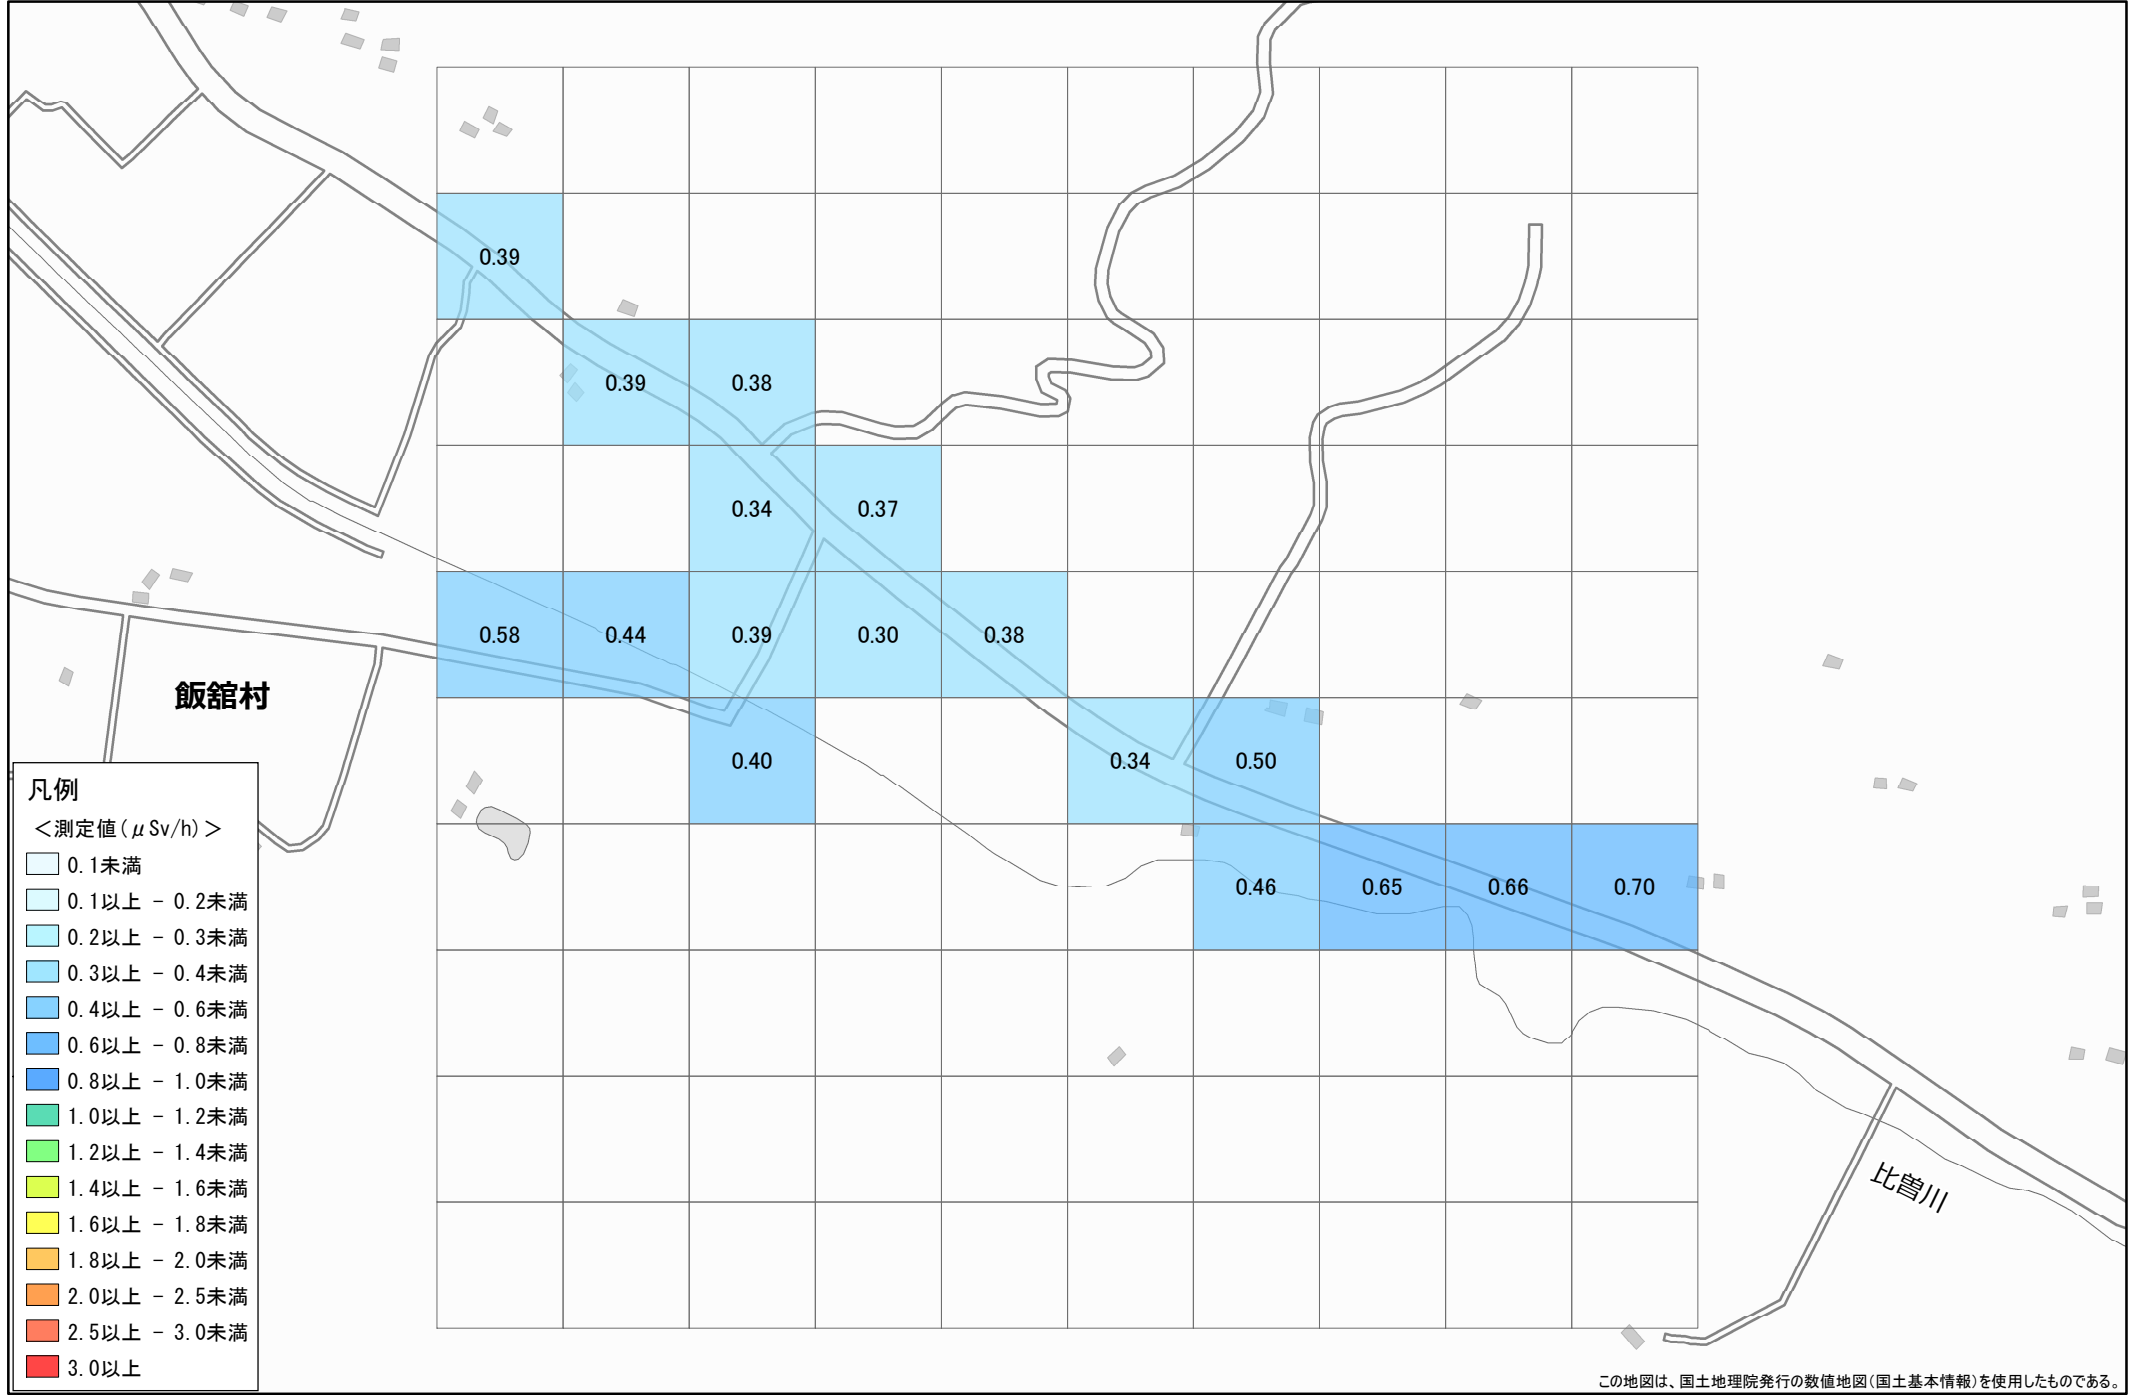 0.39
0.39 0.38
0.34 0.37
0.58 0.44 0.39 0.30 0.38
飯舘村
0.40 0.34 0.50
0.46 0.65 0.66 0.70
凡例
＜測定値(μSv/h)＞
0.1未満
0.1以上 － 0.2未満
0.2以上 － 0.3未満
0.3以上 － 0.4未満
0.4以上 － 0.6未満
0.6以上 － 0.8未満
0.8以上 － 1.0未満
1.0以上 － 1.2未満
1.2以上 － 1.4未満
1.4以上 － 1.6未満
1.6以上 － 1.8未満
1.8以上 － 2.0未満
2.0以上 － 2.5未満
2.5以上 － 3.0未満
3.0以上
比曽川
この地図は、国土地理院発行の数値地図(国土基本情報)を使用したものである。